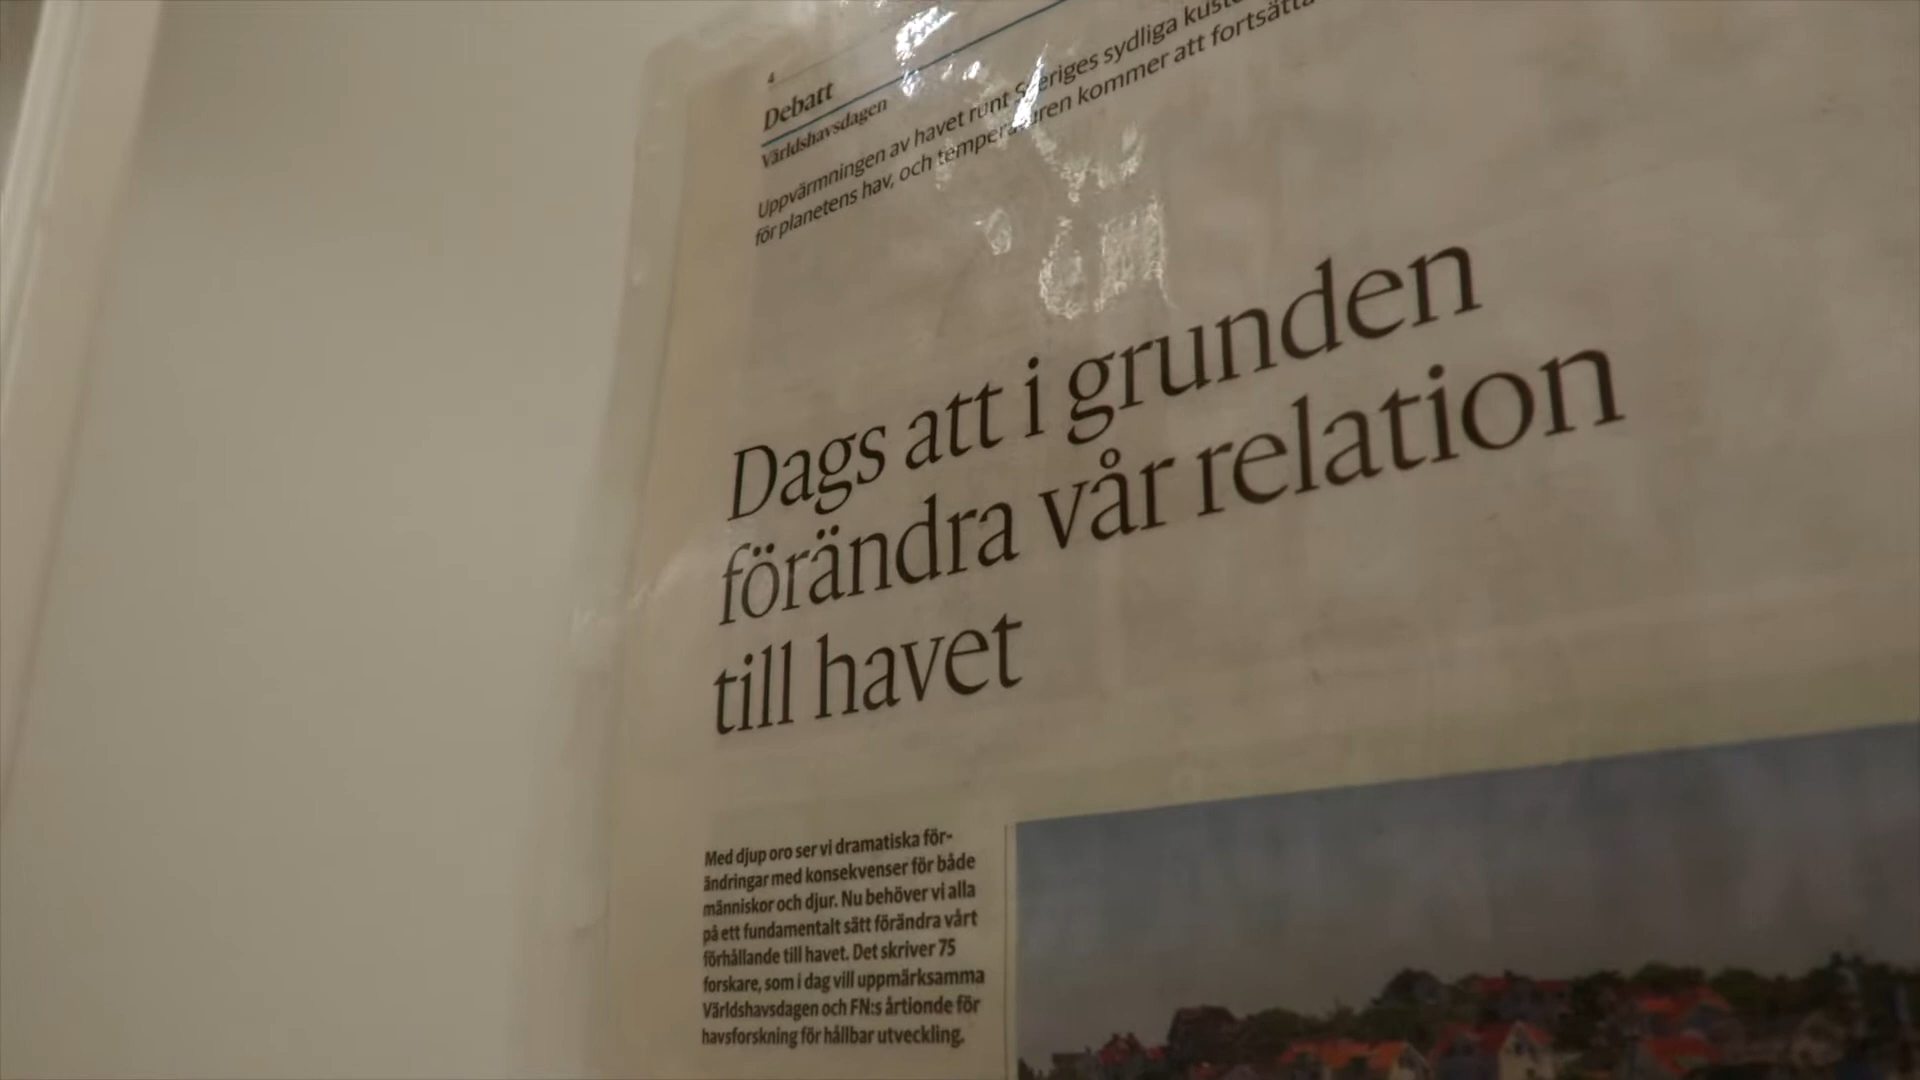 4
Debatt
Världshavsdagen
Uppvärmningen av havet runt Sveriges sydliga
för planetens hav, och temperaturen kommer att fortsätta
Dags att i grunden
förändra vår relation
till havet
Med djup oro ser vi dramatiska för-
ändringar med konsekvenser för både
människor och djur. Nu behöver vi alla
på ett fundamentalt sätt förändra vårt
förhållande till havet. Det skriver 75
forskare, som i dag vill uppmärksamma
Världshavsdagen och FN:s årtionde för
havsforskning för hållbar utveckling.